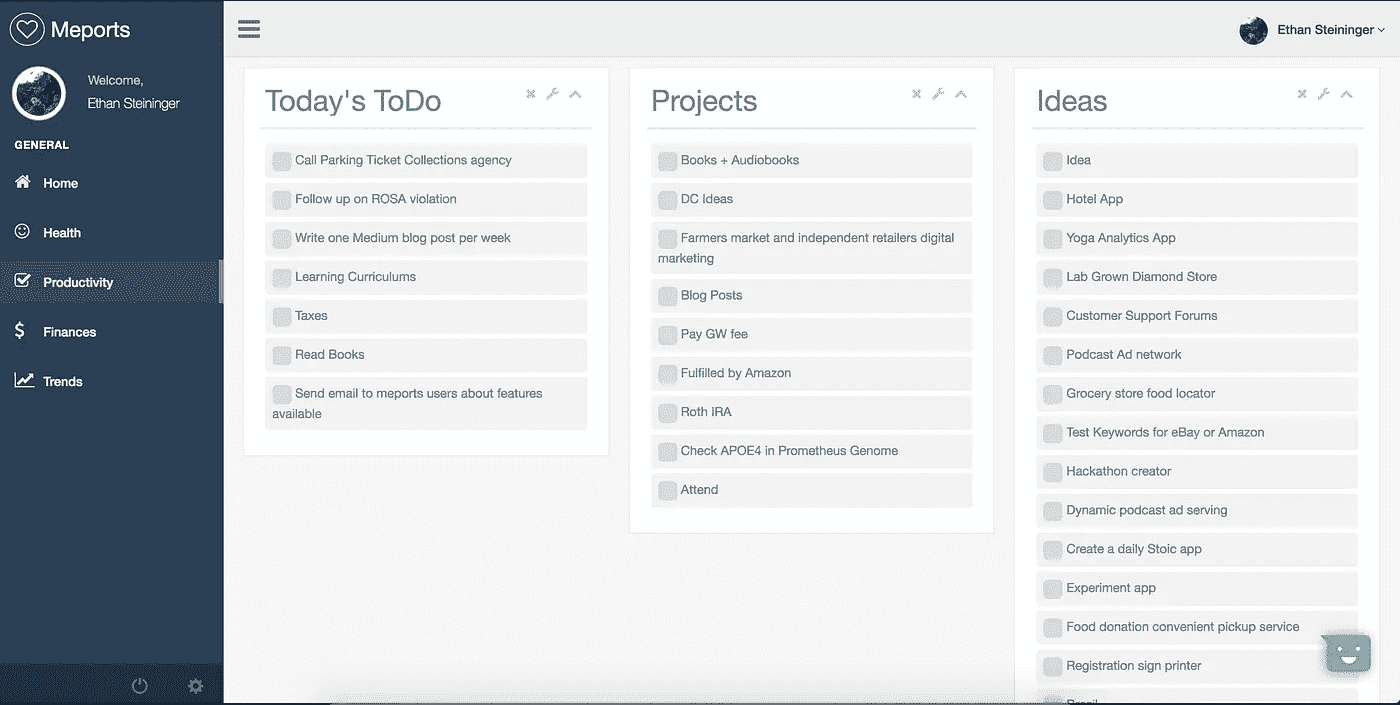 Meports
Welcome,
Ethan Steininger
GENERAL
Home
Health
Productivity
Finances
Trends
Ethan Steininger
Today's ToDo
Call Parking Ticket Collections agency
Follow up on ROSA violation
Write one Medium blog post per week
Learning Curriculums
Taxes
Read Books
Send email to meports users about features
available
Projects
Books + Audiobooks
DC Ideas
Farmers market and independent retailers digital
marketing
Blog Posts
Pay GW fee
Fulfilled by Amazon
Roth IRA
Check APOE4 in Prometheus Genome
Attend
Ideas
Idea
Hotel App
Yoga Analytics App
Lab Grown Diamond Store
Customer Support Forums
Podcast Ad network
Grocery store food locator
Test Keywords for eBay or Amazon
Hackathon creator
Dynamic podcast ad serving
Create a daily Stoic app
Experiment app
Food donation convenient pickup service
Registration sign printer